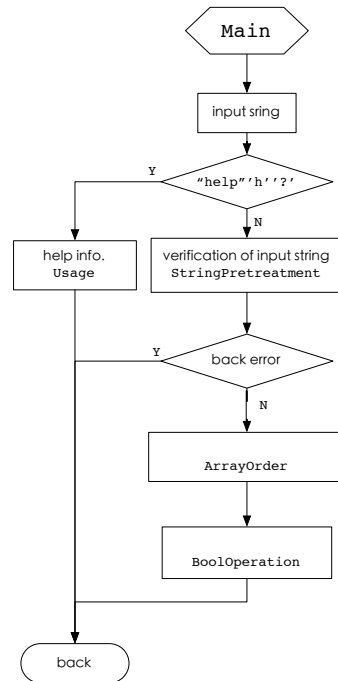 Main
input sring
Y
“help”'h''?'
N
help info.
Usage
verification of input string
StringPretreatment
Y
back error
N
ArrayOrder
BoolOperation
back